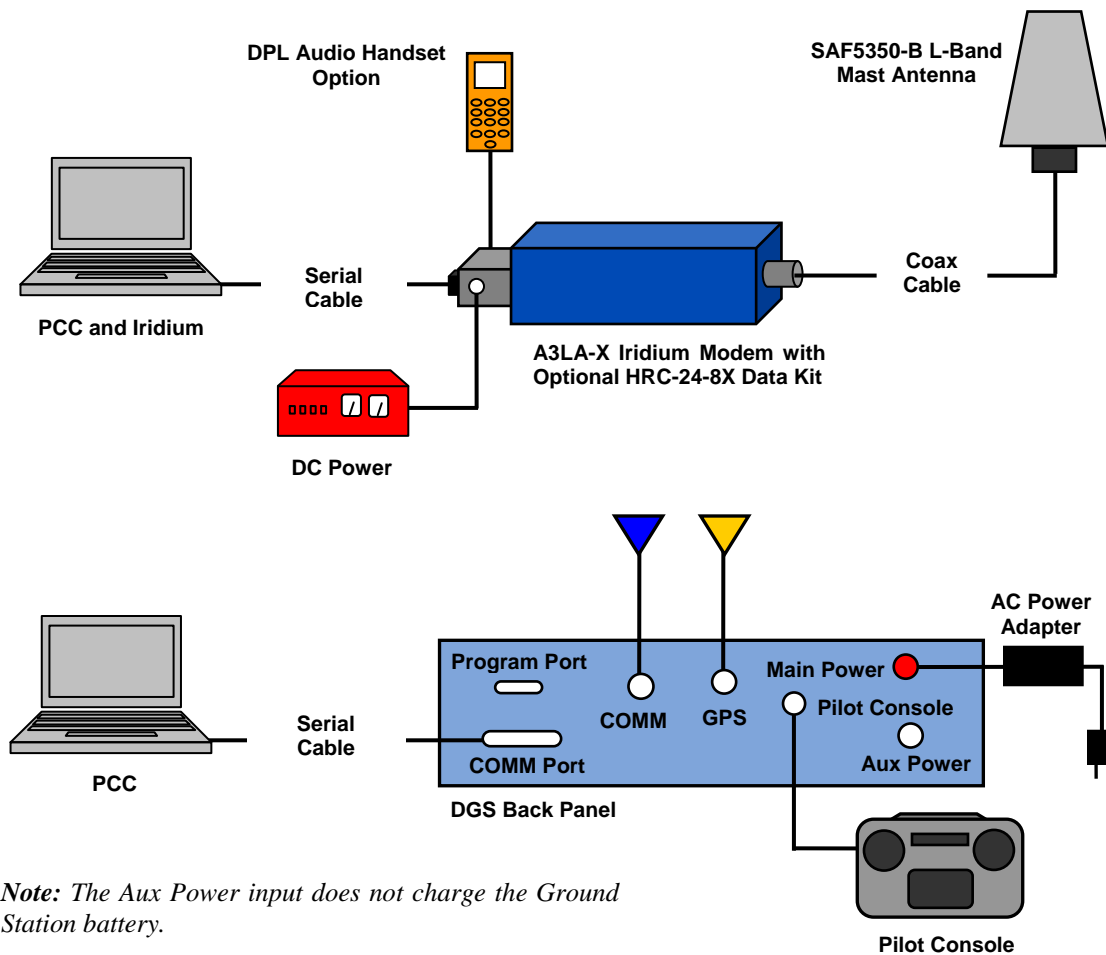 DPL Audio Handset
Option
SAF5350-B L-Band
Mast Antenna
Serial
Cable
Coax
Cable
PCC and Iridium
A3LA-X Iridium Modem with
Optional HRC-24-8X Data Kit
DC Power
AC Power
Adapter
Program Port
Main Power
COMM
GPS
Pilot Console
Serial
Cable
COMM Port
Aux Power
PCC
DGS Back Panel
Note: The Aux Power input does not charge the Ground
Station battery.
Pilot Console